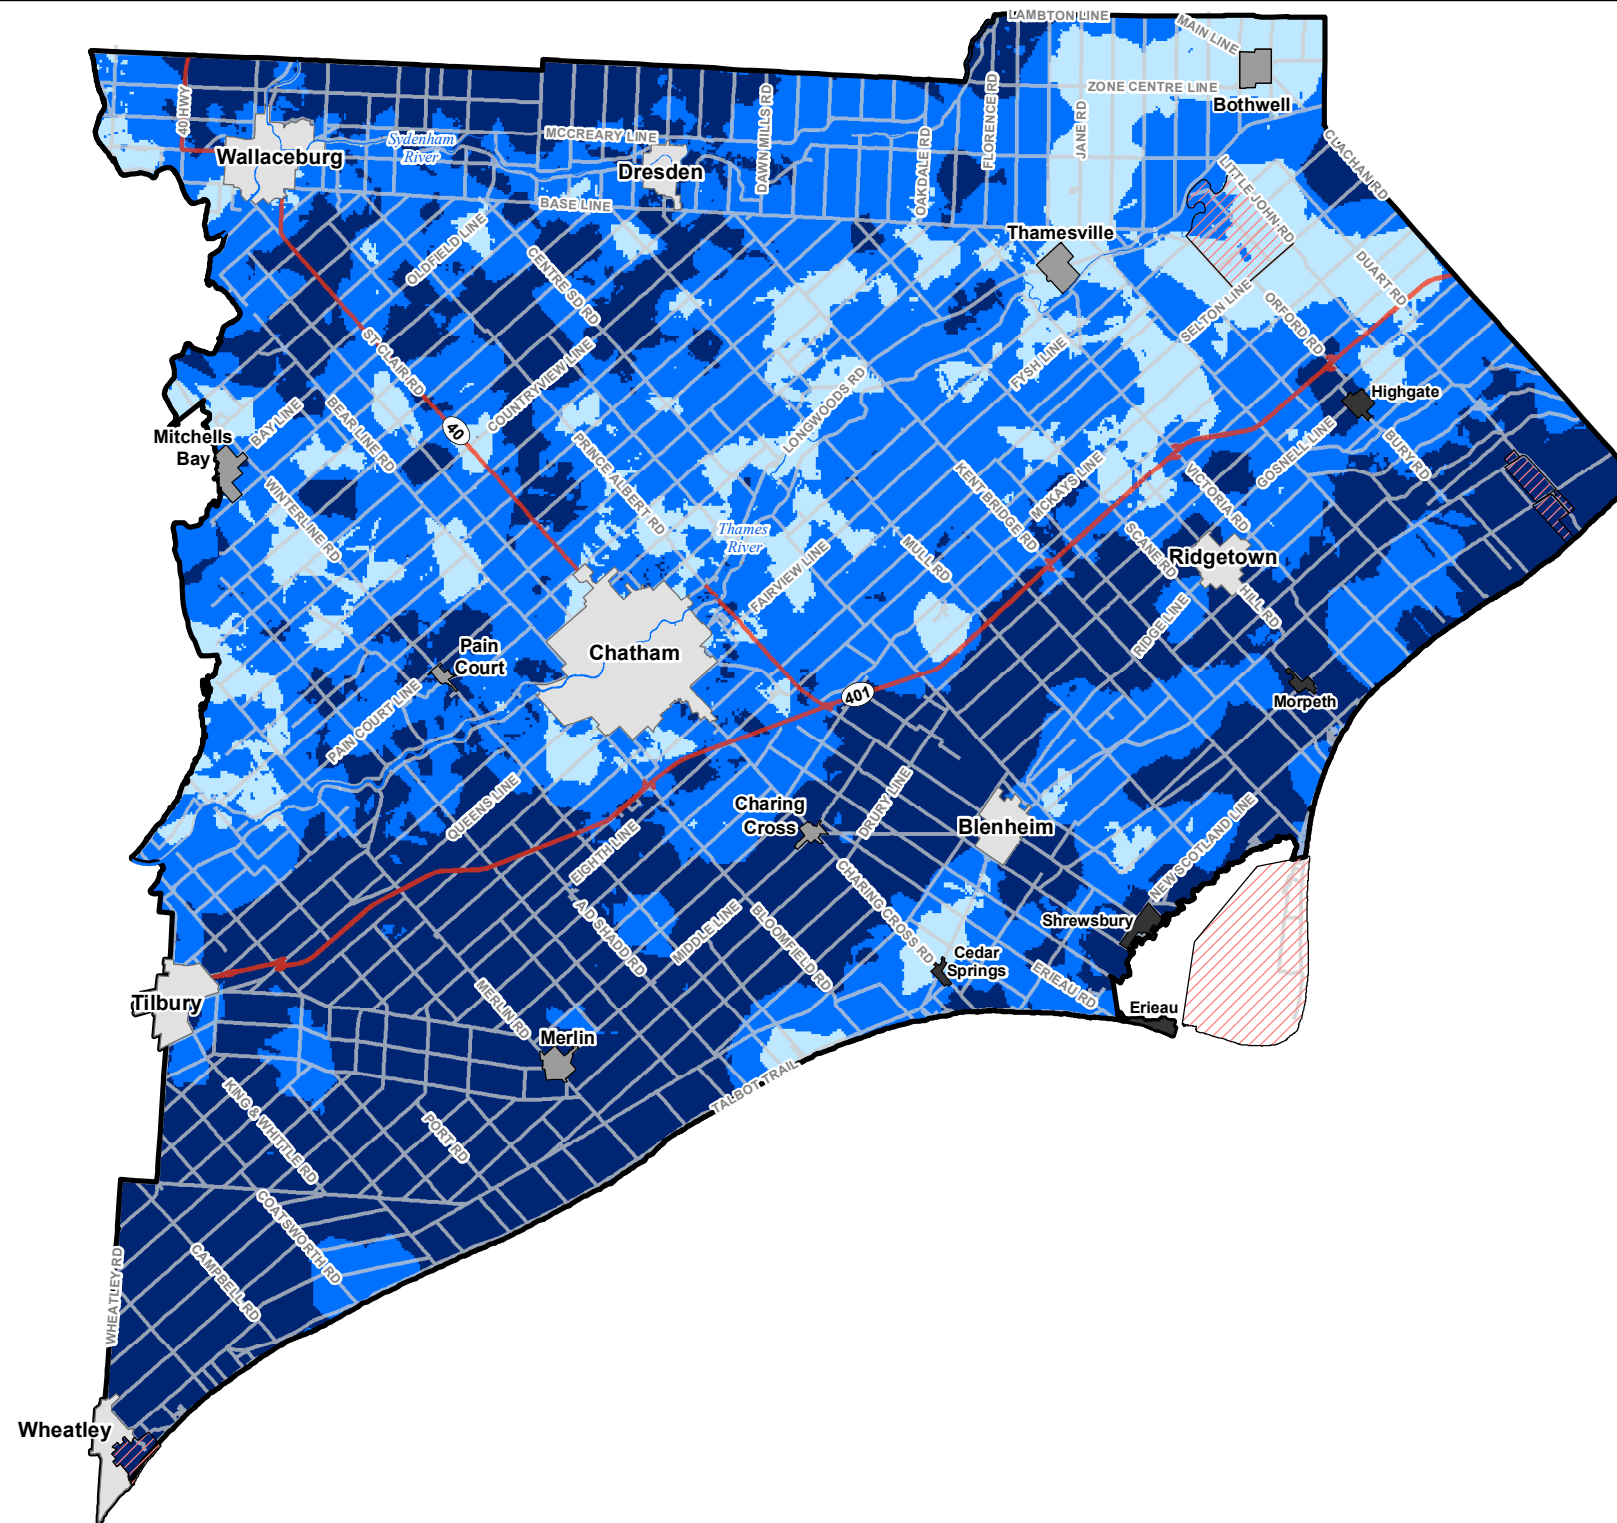 LAMBTON LINE
MAIN LINE
ZONE CENTRE LINE
Bothwell
40 HWY
Wallaceburg
Sydenham
River
MCCREARY LINE
Dresden
DAWN MILLS RD
OAKDALE RD
FLORENCE RD
JANE RD
CLACHAN RD
LITTLE JOHN RD
BASE LINE
OLDFIELD LINE
CENTRE SD RD
Thamesville
DUART RD
SELTON LINE
ORFORD RD
ST CLAIR RD
COUNTRYVIEW LINE
FYSH LINE
LONGWOODS RD
Highgate
Mitchells
Bay
BAY LINE
BEAR LINE RD
40
PRINCE ALBERT RD
GOSNELL LINE
BURY RD
WINTERLINE RD
KENT BRIDGE RD
MCKAYS LINE
VICTORIA RD
Thames
River
FAIRVIEW LINE
MULL RD
SCANE RD
Ridgetown
HILL RD
RIDGE LINE
Pain
Court
Chatham
401
Morpeth
PAIN COURT LINE
QUEENS LINE
Charing
Cross
DRURY LINE
Blenheim
EIGHTH LINE
NEW SCOTLAND LINE
CHARING CROSS RD
A D SHADD RD
MIDDLE LINE
BLOOMFIELD RD
Shrewsbury
Cedar
Springs
ERIEAU RD
Erieau
Tilbury
MERLIN RD
Merlin
TALBOT TRAIL
KING & WHITTLE RD
PORT RD
COATSWORTH RD
CAMPBELL RD
WHEATLEY RD
Wheatley